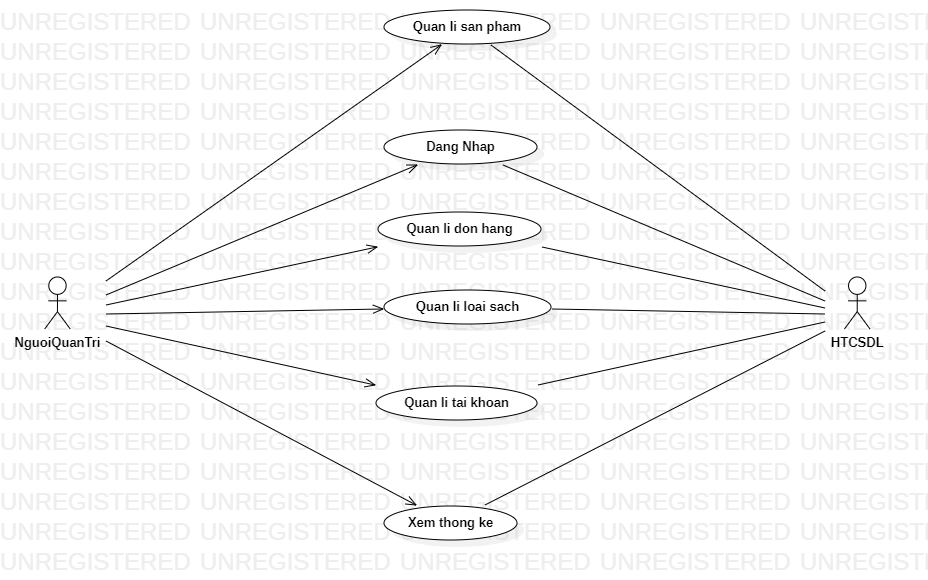 Quan li san pham
Dang Nhap
Quan li don hang
Quan li loai sach
NguoiQuanTri
HTCSDL
Quan li tai khoan
Xem thong ke
UNREGISTERED